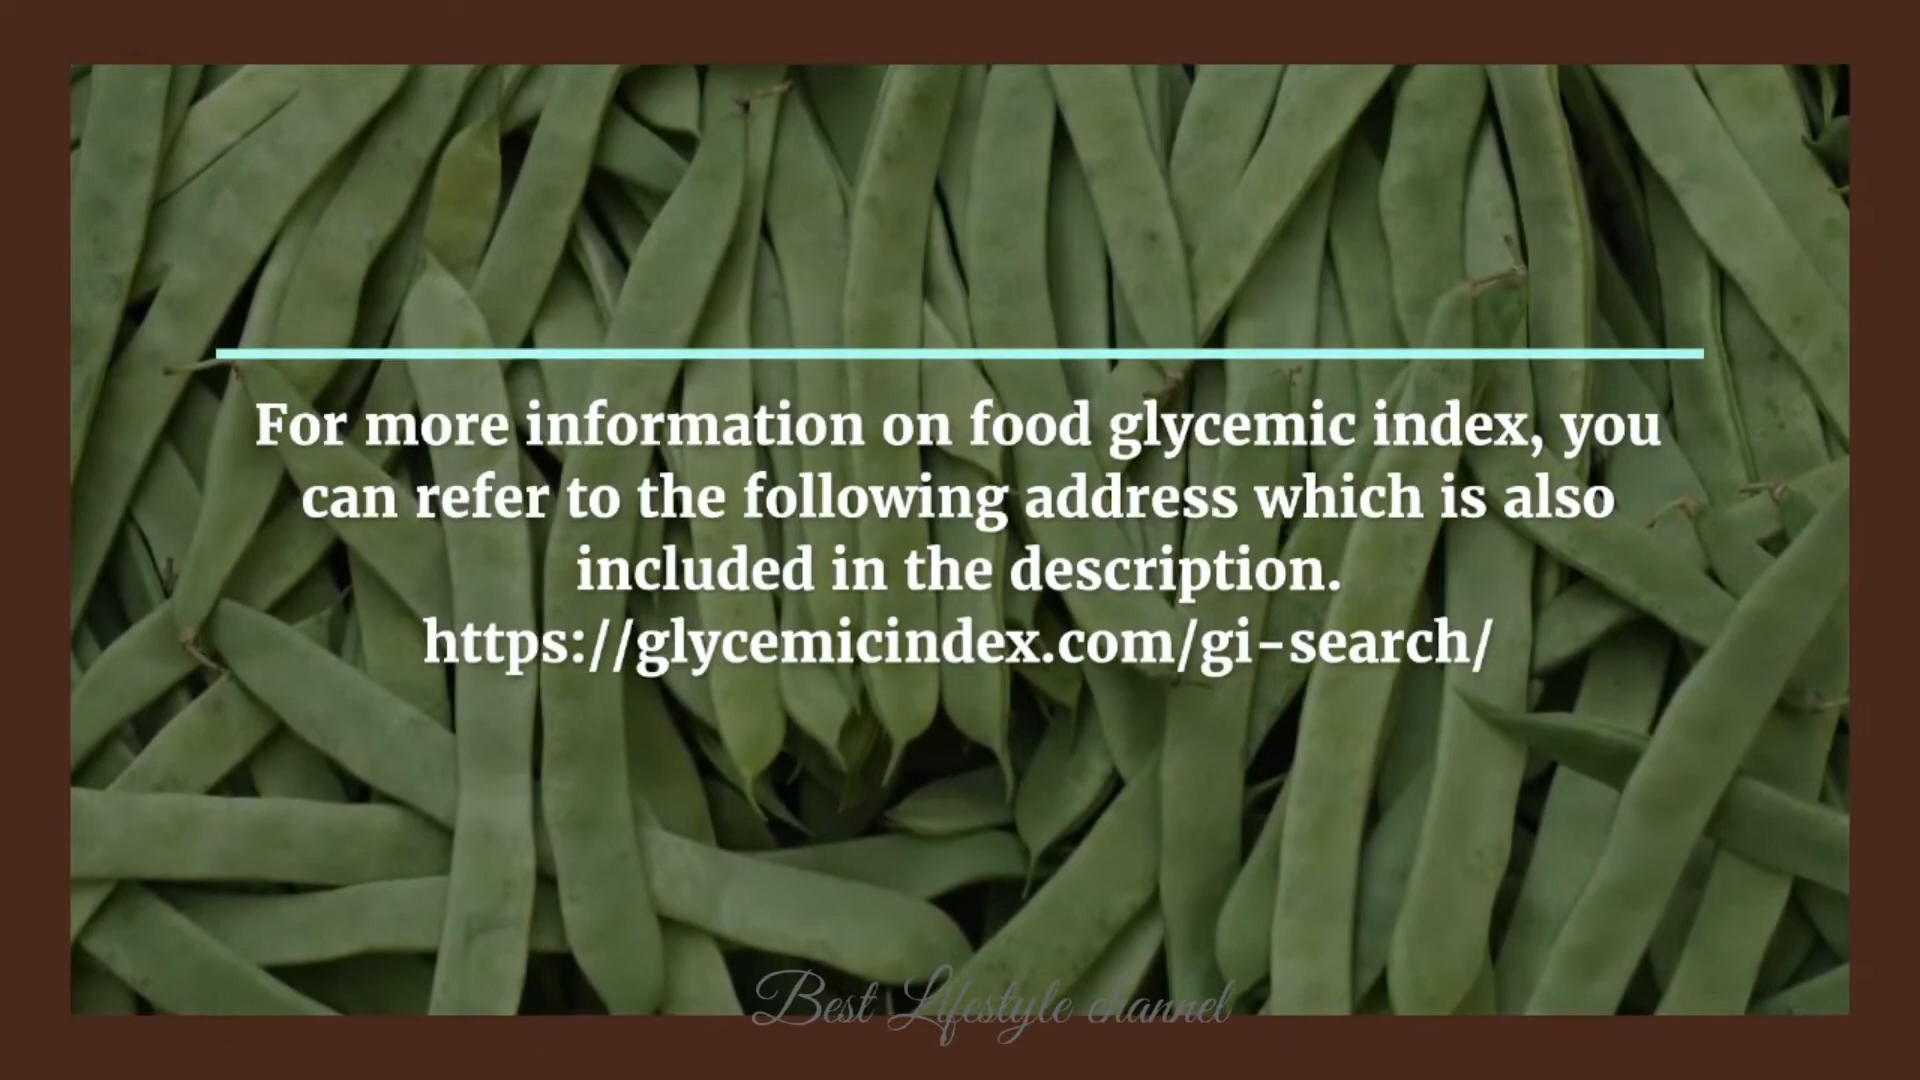 For more information on food glycemic index, you
can refer to the following address which is also
included in the description.
https://glycemicindex.com/gi-search/
Best Lifestyle channel